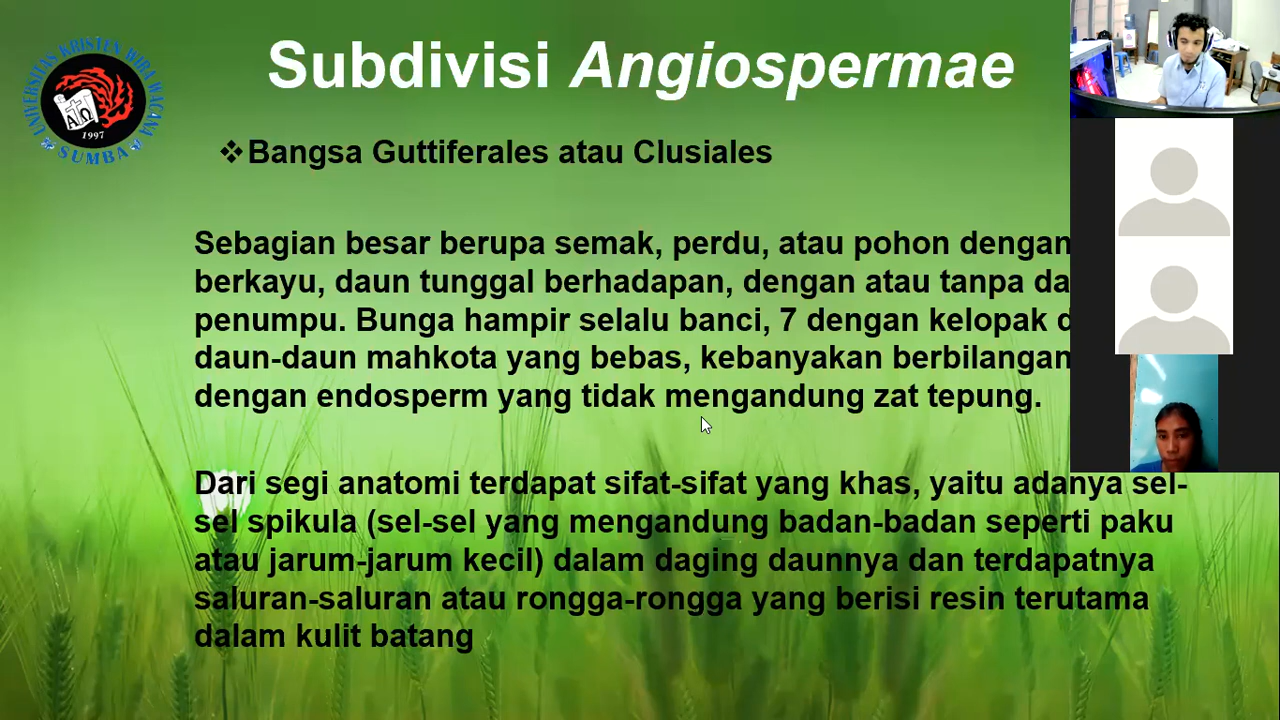 UNIVERSITAS KRISTEN WIRA WACANA
AΩ
1997
SUMBA
Subdivisi Angiospermae
❖Bangsa Guttiferales atau Clusiales
Sebagian besar berupa semak, perdu, atau pohon dengan
berkayu, daun tunggal berhadapan, dengan atau tanpa
penumpu. Bunga hampir selalu banci, 7 dengan kelopak
daun-daun mahkota yang bebas, kebanyakan berbilangan
dengan endosperm yang tidak mengandung zat tepung.
Dari segi anatomi terdapat sifat-sifat yang khas, yaitu adanya sel-
sel spikula (sel-sel yang mengandung badan-badan seperti paku
atau jarum-jarum kecil) dalam daging daunnya dan terdapatnya
saluran-saluran atau rongga-rongga yang berisi resin terutama
dalam kulit batang